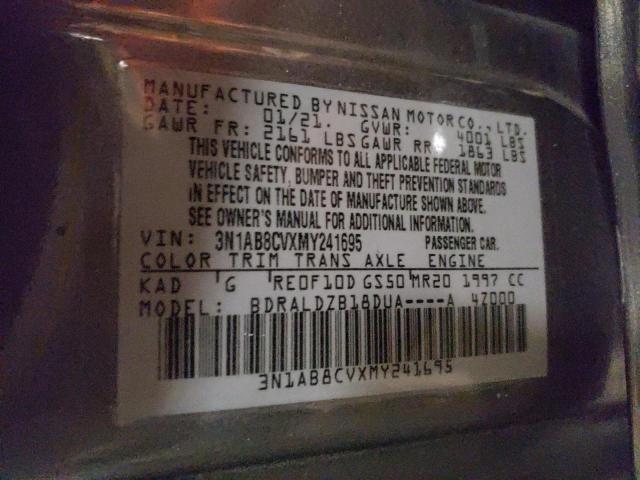 MANUFACTURED BY NISSAN MOTOR CO., LTD.
DATE: 01/21. GVWR: 4001 LBS
GAWR FR: 2161 LBS GAWR RR: 1863 LBS
THIS VEHICLE CONFORMS TO ALL APPLICABLE FEDERAL MOTOR
VEHICLE SAFETY, BUMPER AND THEFT PREVENTION STANDARDS
IN EFFECT ON THE DATE OF MANUFACTURE SHOWN ABOVE.
SEE OWNER'S MANUAL FOR ADDITIONAL INFORMATION.
VIN: 3N1AB8CVXMY241695 PASSENGER CAR.
COLOR TRIM TRANS AXLE ENGINE
KAD G RE0F10D GS50 MR20 1997 CC
MODEL: BDRALDZB18DUA----A 4Z000
3N1AB8CVXMY241695